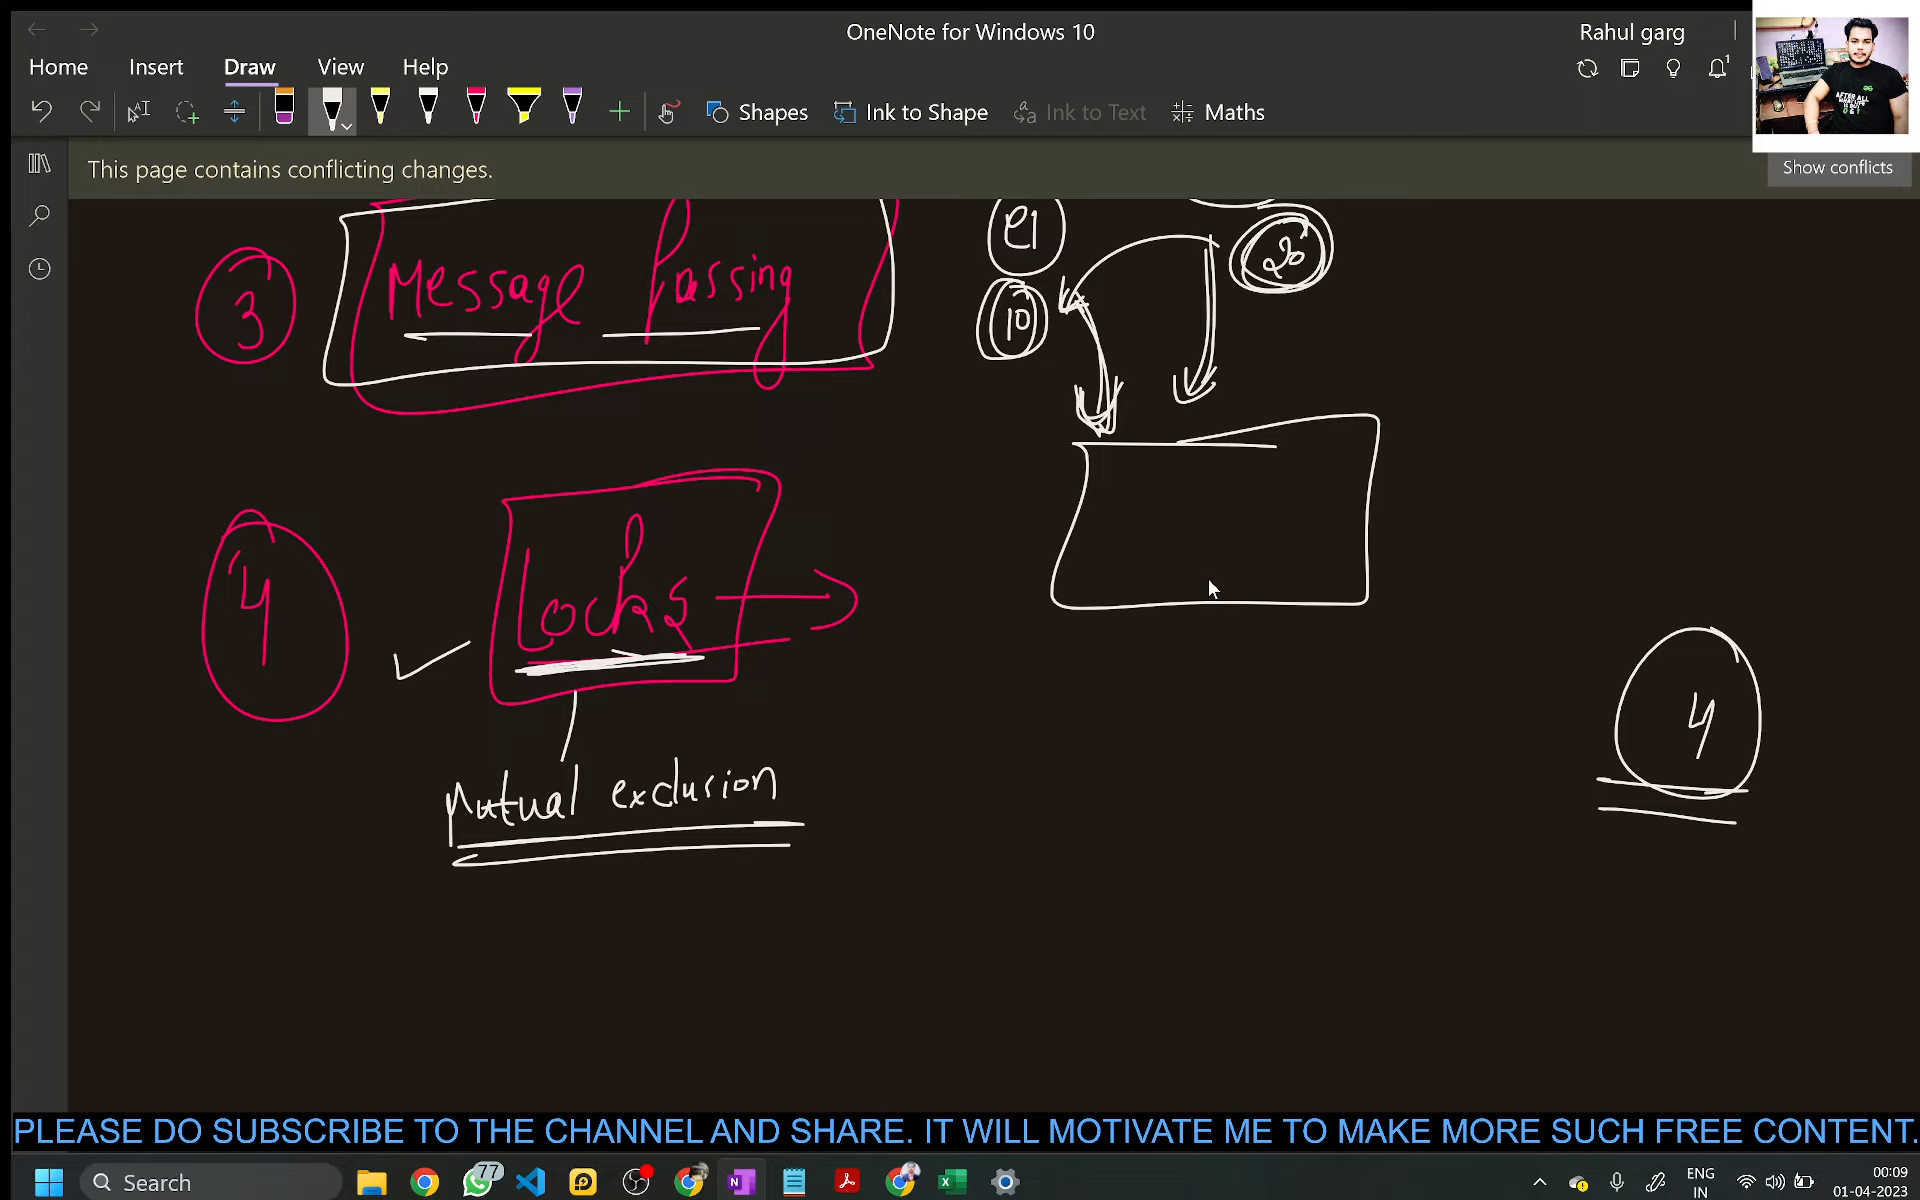 OneNote for Windows 10
Rahul garg
Home Insert Draw View Help
Shapes Ink to Shape Ink to Text Maths
This page contains conflicting changes.
Show conflicts
3 Message Passing
P1
20
10
4 Locks
Mutual exclusion
4
PLEASE DO SUBSCRIBE TO THE CHANNEL AND SHARE. IT WILL MOTIVATE ME TO MAKE MORE SUCH FREE CONTENT.
Search
77
ENG
IN
00:09
01-04-2023